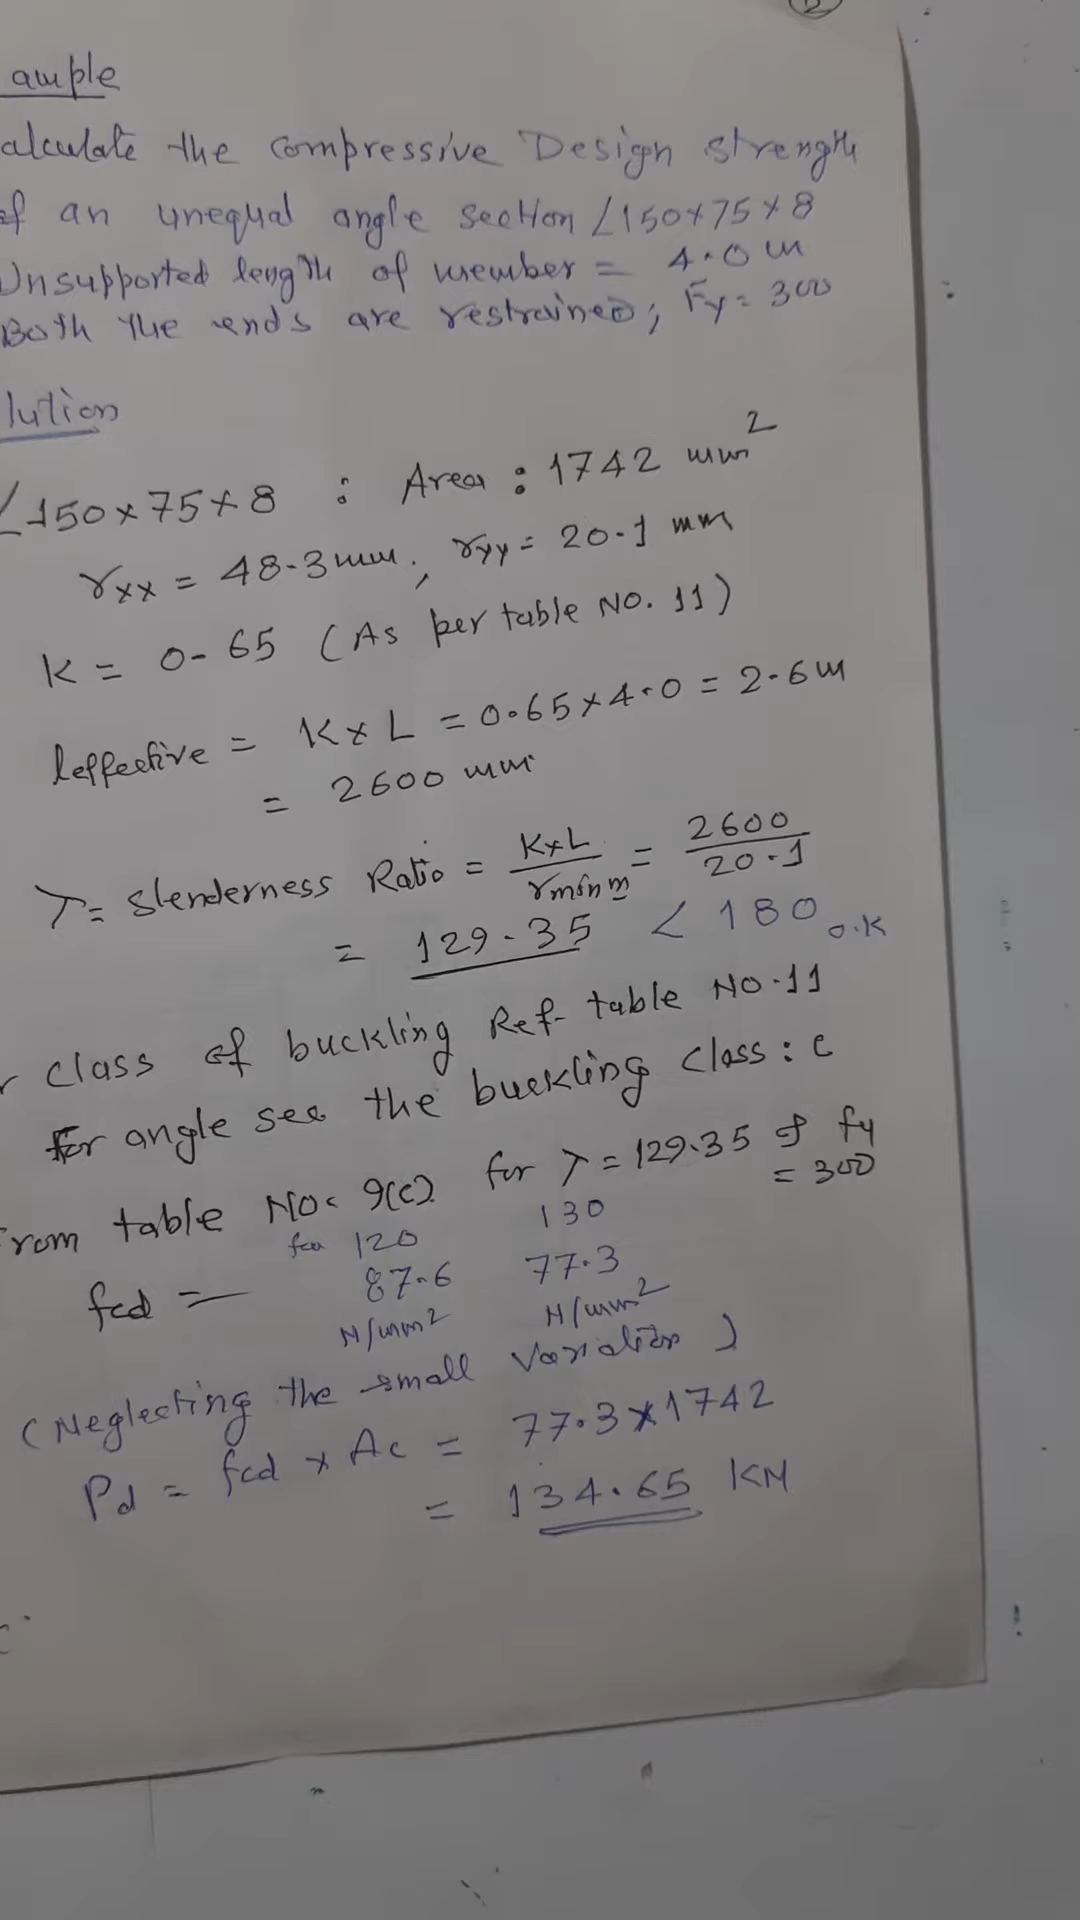 2
ample
alculate the compressive Design strength
of an unequal angle section ∠150×75×8
Unsupported length of member = 4.0 m
Both the ends are restrained; Fy = 300
lution
∠150×75×8 : Area : 1742 mm²
rxx = 48.3 mm, ryy = 20.1 mm
K = 0.65 (As per table No. 11)
leffective = K×L = 0.65×4.0 = 2.6 m
= 2600 mm
λ = slenderness Ratio = K×L/rminm = 2600/20.1
= 129.35 < 180 o.k
r class of buckling Ref- table No.11
for angle see the buckling class : c
from table No. 9(c) for λ = 129.35 & fy = 300
for 120 130
fcd = 87.6 77.3
N/mm² N/mm²
(Neglecting the small variation)
Pd = fcd × Ac = 77.3×1742
= 134.65 KN